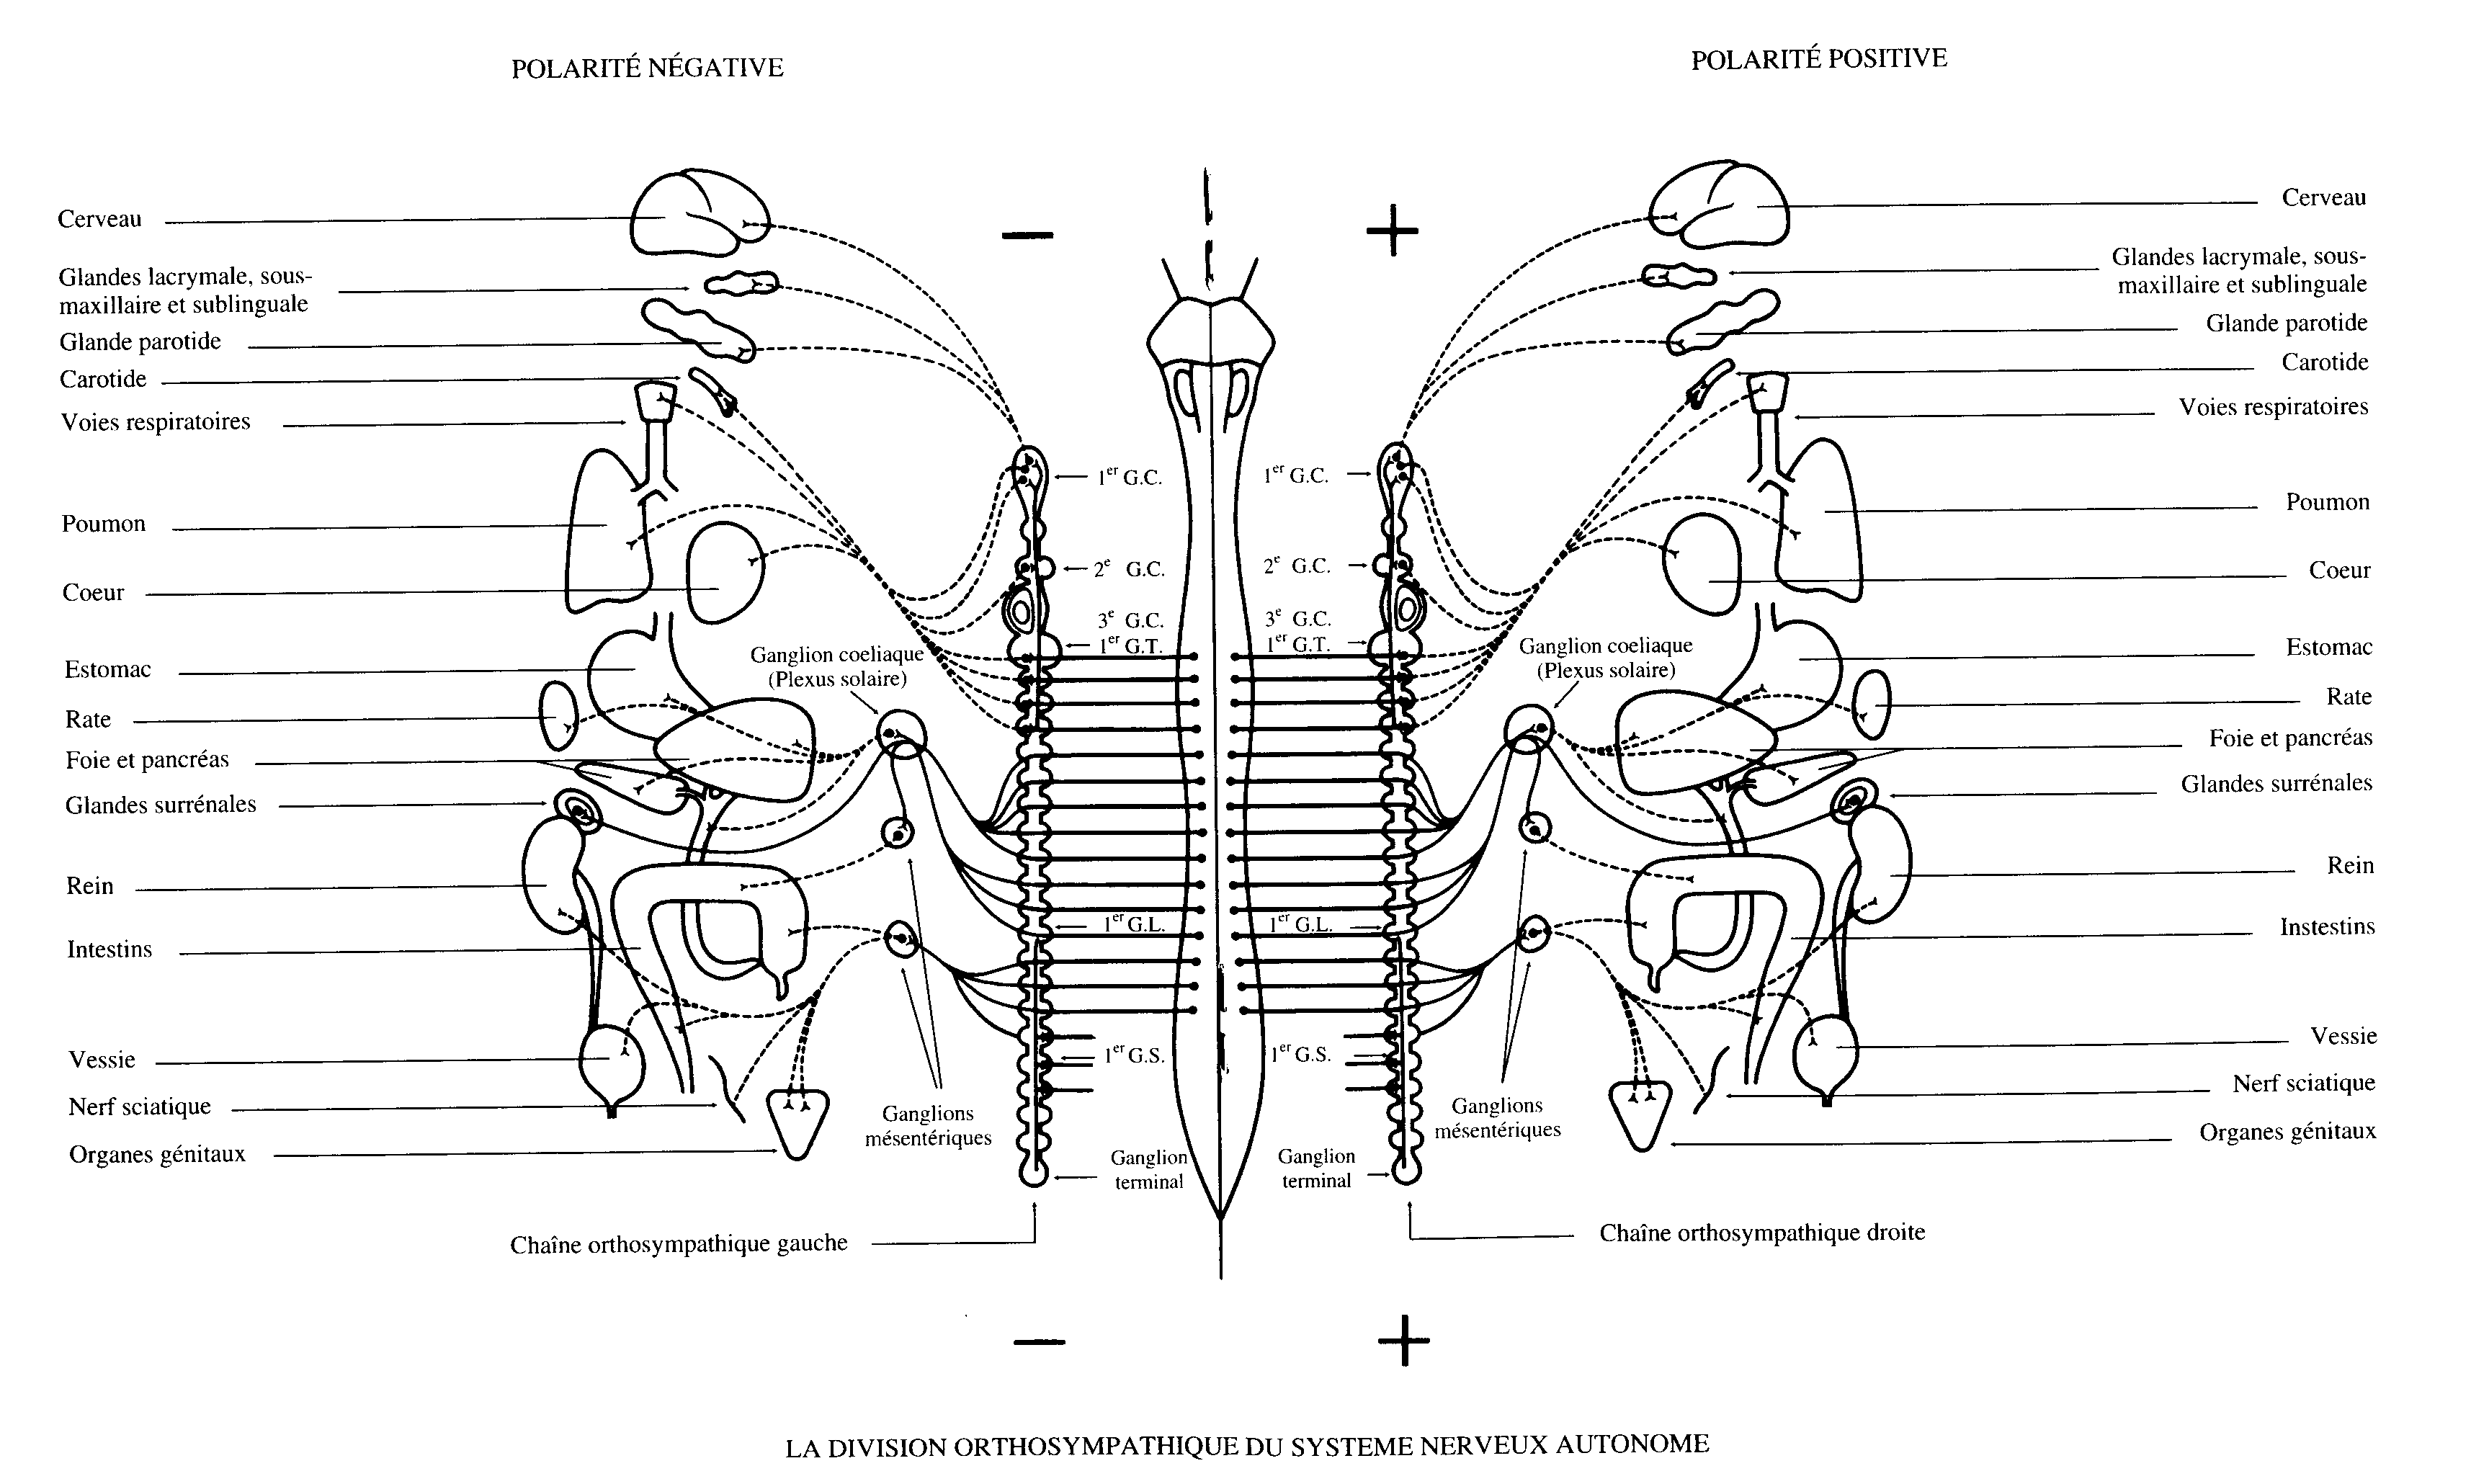 POLARITÉ NÉGATIVE
POLARITÉ POSITIVE
−
+
Cerveau
Glandes lacrymale, sous-
maxillaire et sublinguale
Glande parotide
Carotide
Voies respiratoires
Poumon
Coeur
Estomac
Rate
Foie et pancréas
Glandes surrénales
Rein
Intestins
Vessie
Nerf sciatique
Organes génitaux
Ganglion coeliaque
(Plexus solaire)
Ganglions
mésentériques
1er G.C.
2e G.C.
3e G.C.
1er G.T.
1er G.L.
1er G.S.
Ganglion
terminal
1er G.C.
2e G.C.
3e G.C.
1er G.T.
1er G.L.
1er G.S.
Ganglion
terminal
Ganglion coeliaque
(Plexus solaire)
Ganglions
mésentériques
Cerveau
Glandes lacrymale, sous-
maxillaire et sublinguale
Glande parotide
Carotide
Voies respiratoires
Poumon
Coeur
Estomac
Rate
Foie et pancréas
Glandes surrénales
Rein
Instestins
Vessie
Nerf sciatique
Organes génitaux
Chaîne orthosympathique gauche
Chaîne orthosympathique droite
−
+
LA DIVISION ORTHOSYMPATHIQUE DU SYSTEME NERVEUX AUTONOME